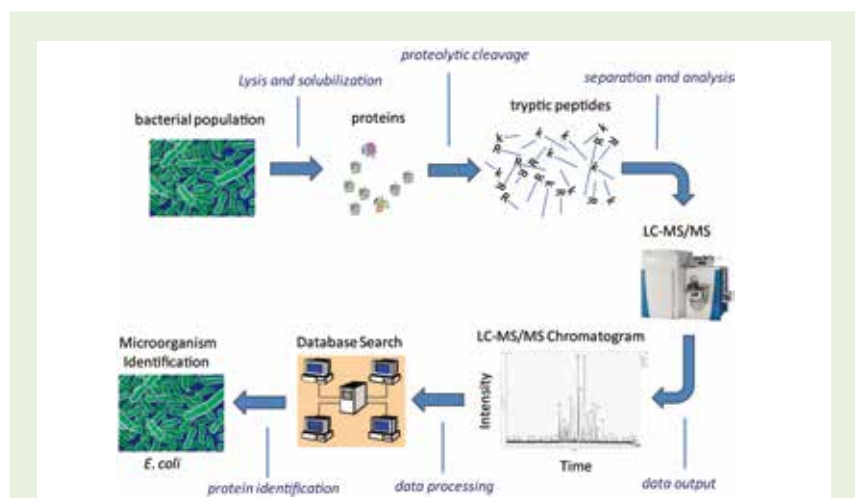 proteolytic cleavage
Lysis and solubilization
separation and analysis
bacterial population
proteins
tryptic peptides
LC-MS/MS
Microorganism
Identification
Database Search
LC-MS/MS Chromatogram
Intensity
Time
E. coli
protein identification
data processing
data output